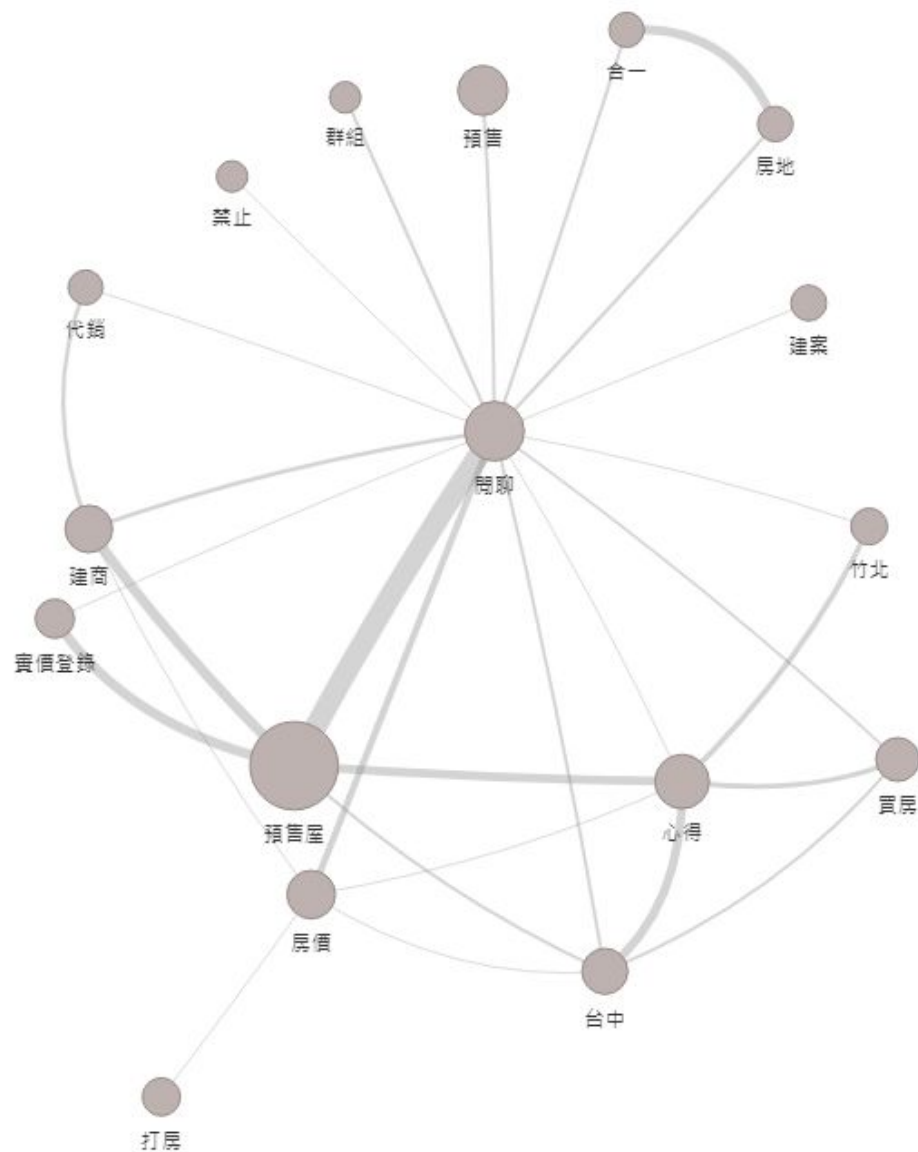 合一
群組
預售
房地
禁止
代銷
建案
閒聊
竹北
建商
實價登錄
買房
預售屋
心得
房價
台中
打房